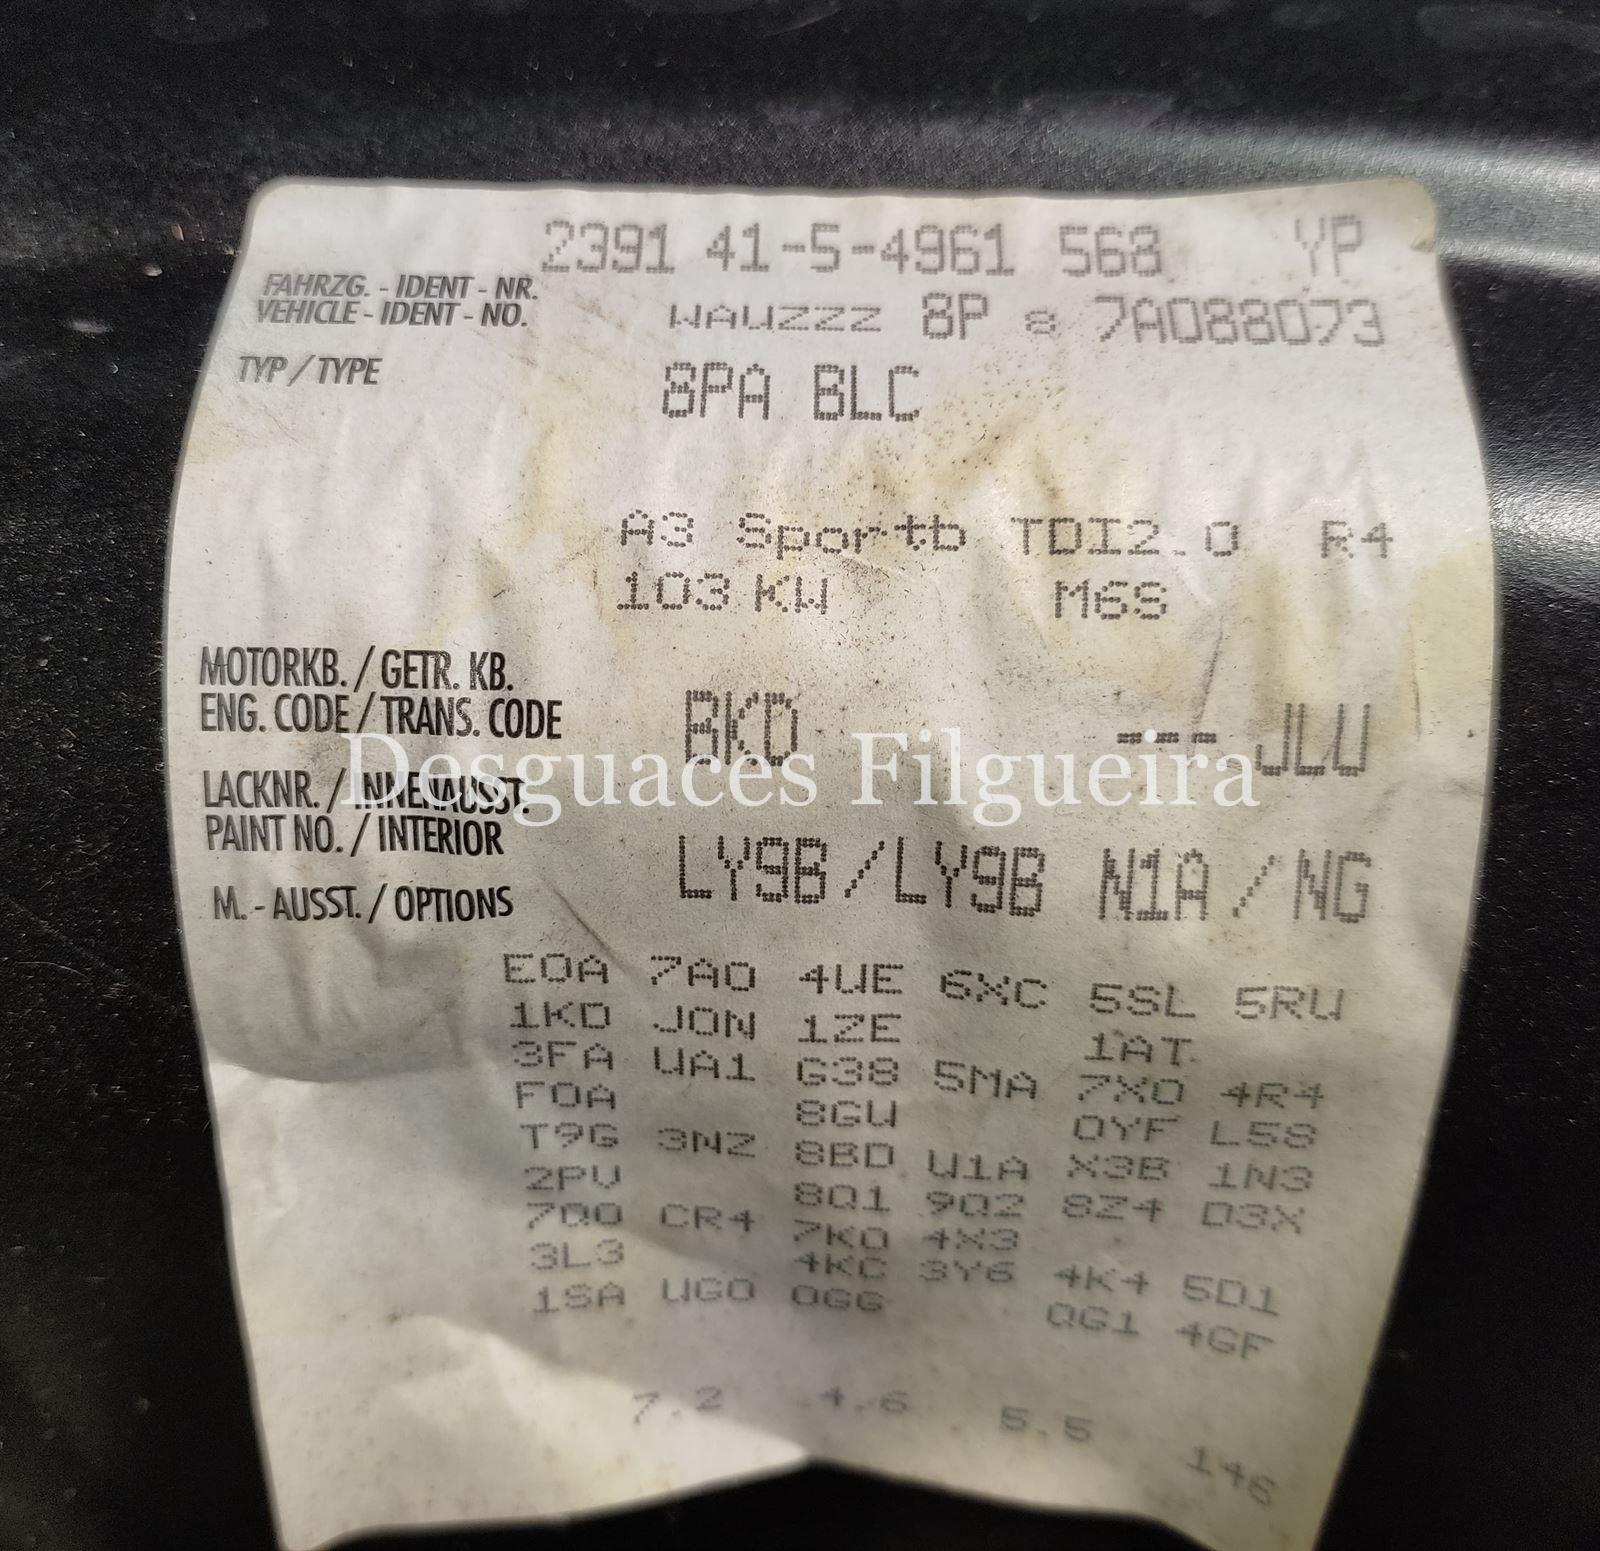 2391 41-5-4961 568 YP
FAHRZG. - IDENT - NR.
VEHICLE - IDENT - NO. WAUZZZ 8P a 7A088073
TYP / TYPE 8PA BLC
A3 Sportb TDI2.0 R4
103 KW M6S
MOTORKB. / GETR. KB.
ENG. CODE / TRANS. CODE BKD --- JLU
Desguaces Filgueira
LACKNR. / INNENAUSST.
PAINT NO. / INTERIOR LY9B / LY9B N1A / NG
M. - AUSST. / OPTIONS
E0A 7A0 4UE 6XC 5SL 5RU
1KD J0N 1ZE 1AT
3FA UA1 G38 5MA 7X0 4R4
F0A 8GU 0YF L58
T9G 3NZ 8BD U1A X3B 1N3
2PV 8Q1 9Q2 8Z4 D3X
7Q0 CR4 7K0 4X3
3L3 4KC 3Y6 4K4 5D1
1SA UG0 0GG QG1 4GF
7.2 4.6 5.5 146